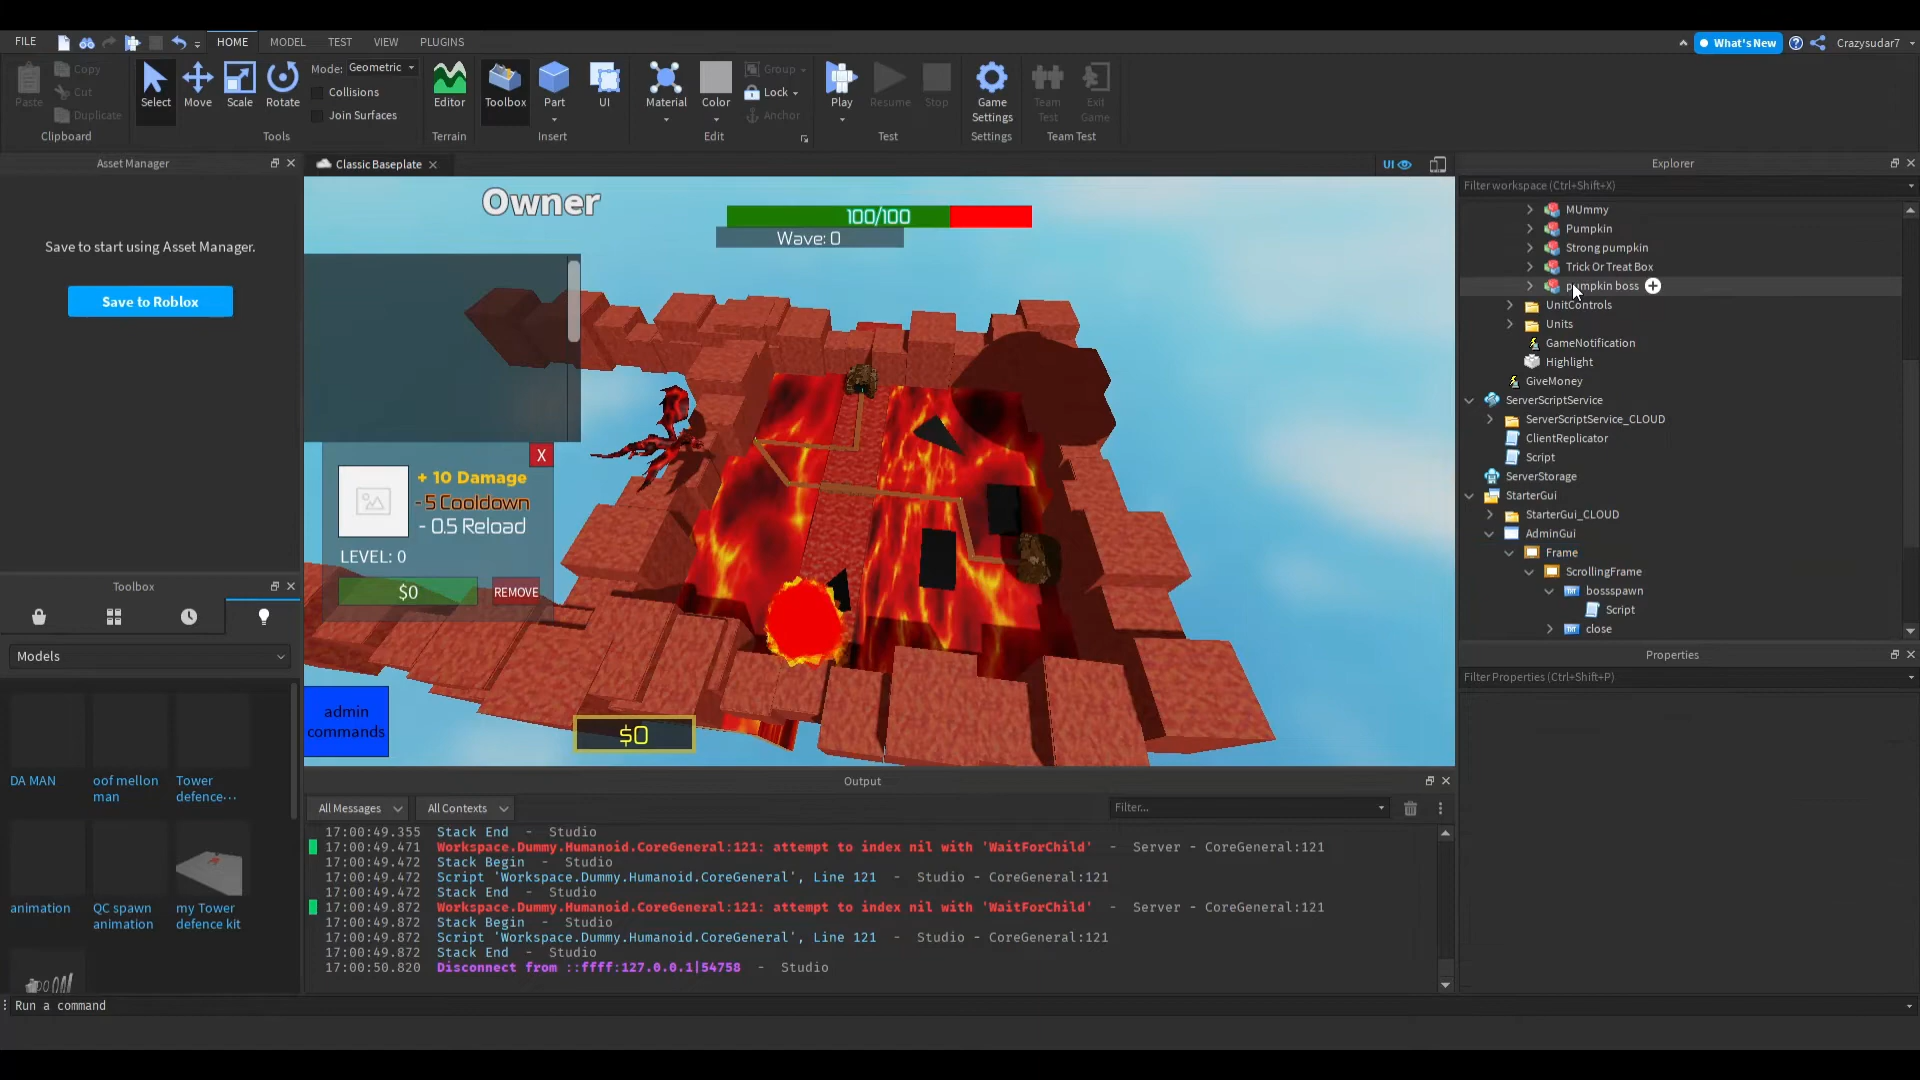 FILE
HOME
MODEL
TEST
VIEW
PLUGINS
What's New
Crazysudar7
Paste
Copy
Cut
Duplicate
Clipboard
Select
Move
Scale
Rotate
Mode: Geometric
Collisions
Join Surfaces
Tools
Editor
Terrain
Toolbox
Part
UI
Insert
Material
Color
Group
Lock
Anchor
Edit
Play
Resume
Stop
Test
Game
Settings
Settings
Team
Test
Exit
Game
Team Test
Asset Manager
Save to start using Asset Manager.
Save to Roblox
Classic Baseplate
UI
Owner
100/100
Wave: 0
X
+ 10 Damage
- 5 Cooldown
- 0.5 Reload
LEVEL: 0
$0
REMOVE
admin
commands
$0
Toolbox
Models
DA MAN
oof mellon
man
Tower
defence…
animation
QC spawn
animation
my Tower
defence kit
Explorer
Filter workspace (Ctrl+Shift+X)
MUmmy
Pumpkin
Strong pumpkin
Trick Or Treat Box
pumpkin boss
UnitControls
Units
GameNotification
Highlight
GiveMoney
ServerScriptService
ServerScriptService_CLOUD
ClientReplicator
Script
ServerStorage
StarterGui
StarterGui_CLOUD
AdminGui
Frame
ScrollingFrame
bossspawn
Script
close
Properties
Filter Properties (Ctrl+Shift+P)
Output
All Messages
All Contexts
Filter...
17:00:49.355 Stack End - Studio
17:00:49.471 Workspace.Dummy.Humanoid.CoreGeneral:121: attempt to index nil with 'WaitForChild' - Server - CoreGeneral:121
17:00:49.472 Stack Begin - Studio
17:00:49.472 Script 'Workspace.Dummy.Humanoid.CoreGeneral', Line 121 - Studio - CoreGeneral:121
17:00:49.472 Stack End - Studio
17:00:49.872 Workspace.Dummy.Humanoid.CoreGeneral:121: attempt to index nil with 'WaitForChild' - Server - CoreGeneral:121
17:00:49.872 Stack Begin - Studio
17:00:49.872 Script 'Workspace.Dummy.Humanoid.CoreGeneral', Line 121 - Studio - CoreGeneral:121
17:00:49.872 Stack End - Studio
17:00:50.820 Disconnect from ::ffff:127.0.0.1|54758 - Studio
Run a command